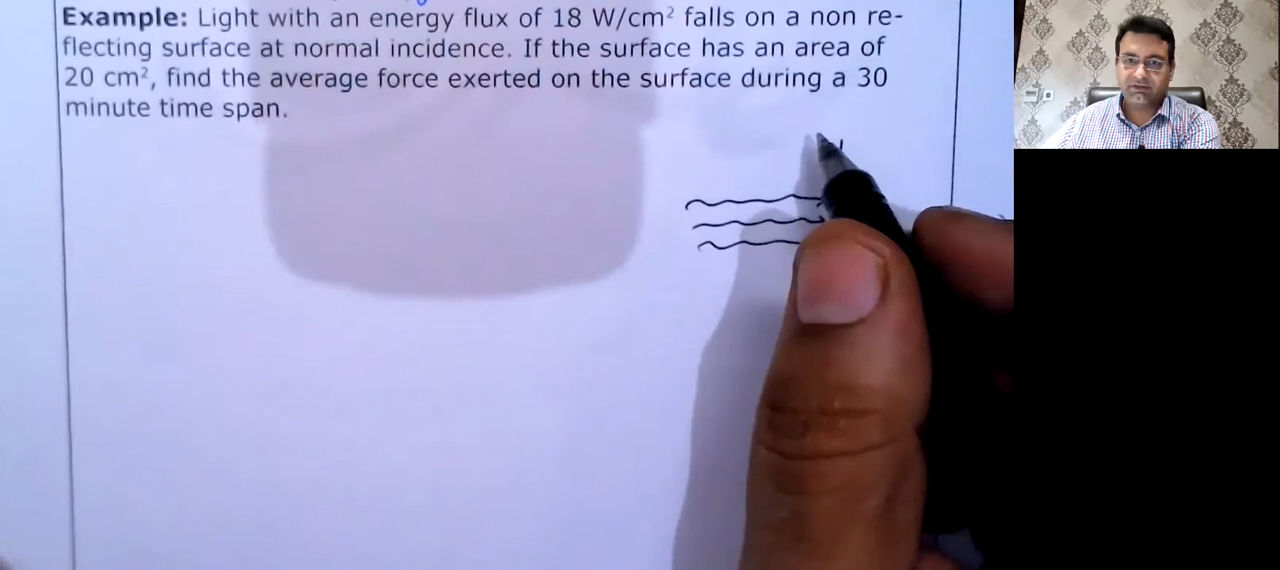 Example: Light with an energy flux of 18 W/cm² falls on a non re-
flecting surface at normal incidence. If the surface has an area of
20 cm², find the average force exerted on the surface during a 30
minute time span.